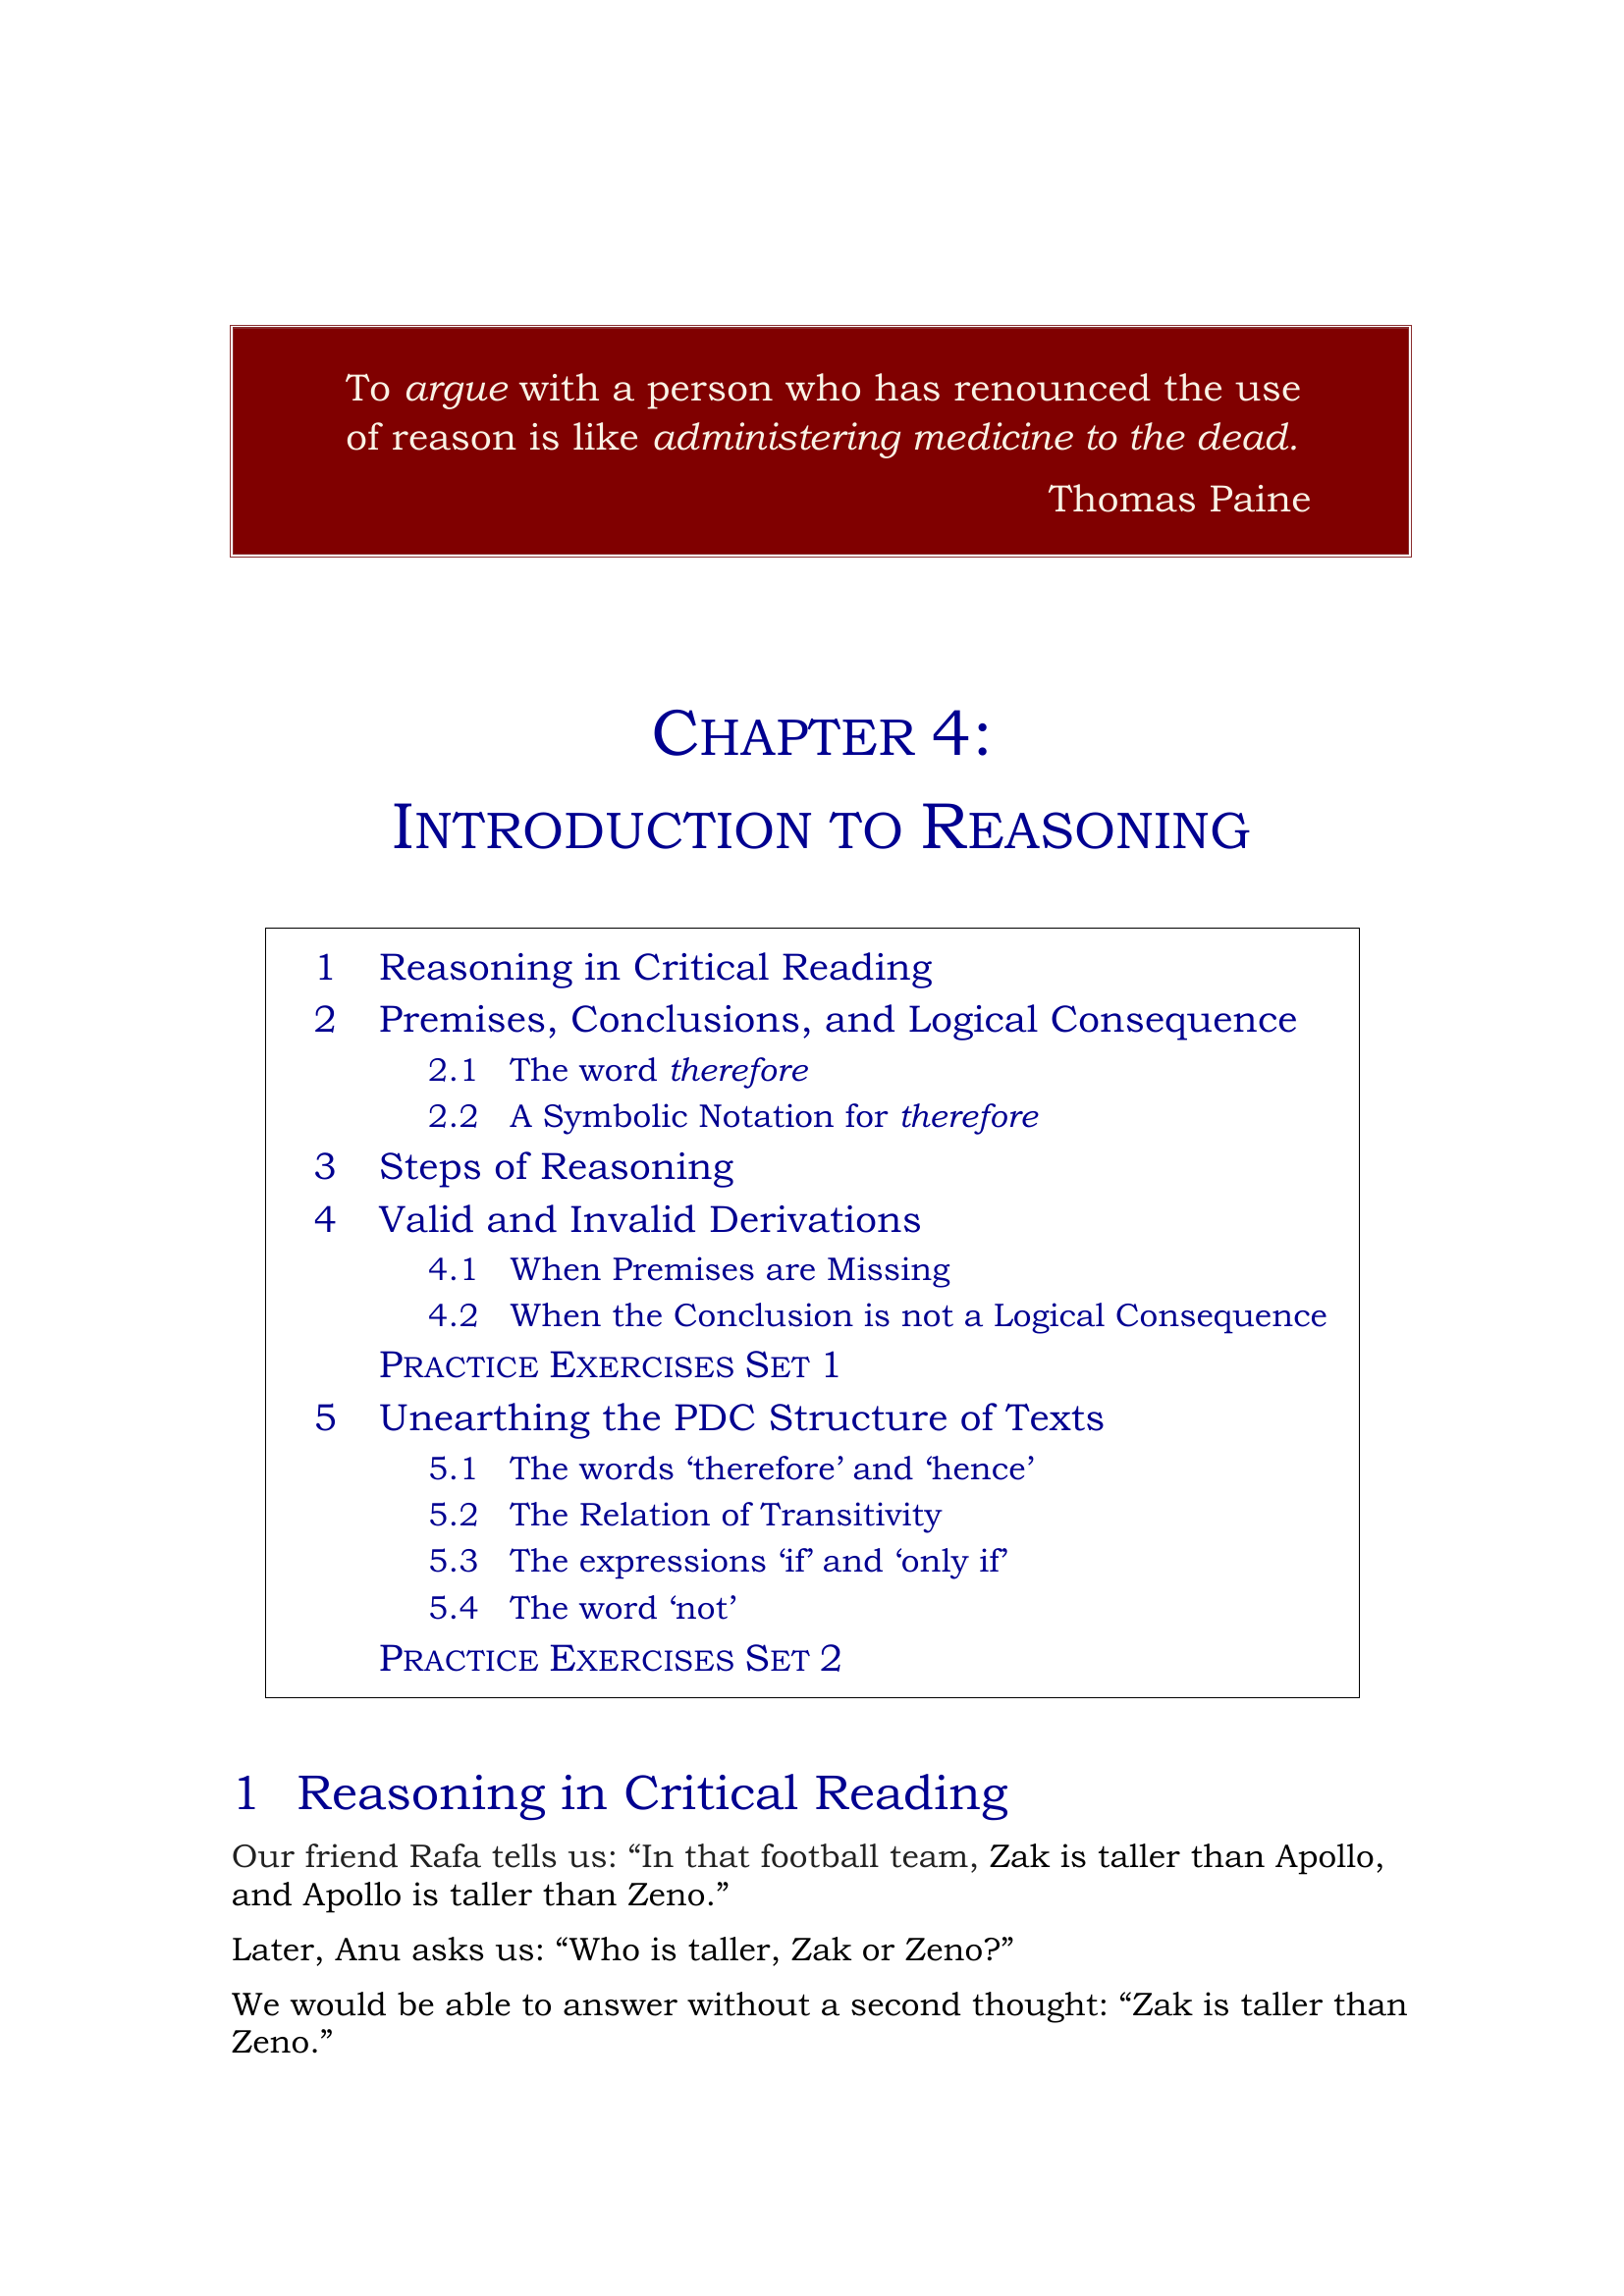 To argue with a person who has renounced the use
of reason is like administering medicine to the dead.
Thomas Paine
CHAPTER 4:
INTRODUCTION TO REASONING
1 Reasoning in Critical Reading
2 Premises, Conclusions, and Logical Consequence
2.1 The word therefore
2.2 A Symbolic Notation for therefore
3 Steps of Reasoning
4 Valid and Invalid Derivations
4.1 When Premises are Missing
4.2 When the Conclusion is not a Logical Consequence
PRACTICE EXERCISES SET 1
5 Unearthing the PDC Structure of Texts
5.1 The words ‘therefore’ and ‘hence’
5.2 The Relation of Transitivity
5.3 The expressions ‘if’ and ‘only if’
5.4 The word ‘not’
PRACTICE EXERCISES SET 2
1 Reasoning in Critical Reading
Our friend Rafa tells us: “In that football team, Zak is taller than Apollo,
and Apollo is taller than Zeno.”
Later, Anu asks us: “Who is taller, Zak or Zeno?”
We would be able to answer without a second thought: “Zak is taller than
Zeno.”